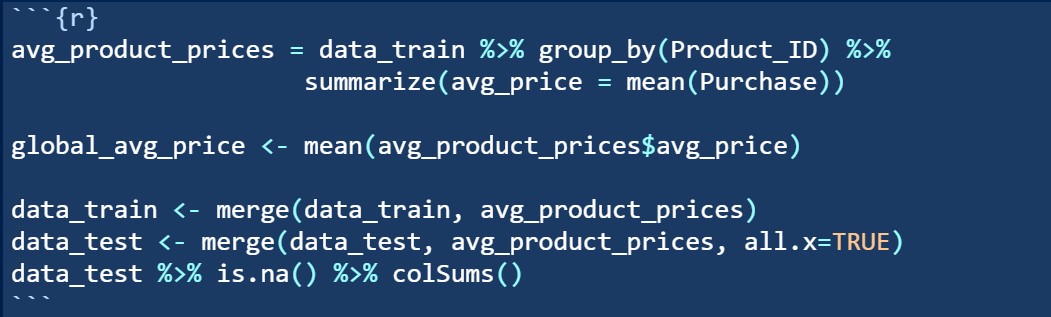 ```{r}
avg_product_prices = data_train %>% group_by(Product_ID) %>%
summarize(avg_price = mean(Purchase))
global_avg_price <- mean(avg_product_prices$avg_price)
data_train <- merge(data_train, avg_product_prices)
data_test <- merge(data_test, avg_product_prices, all.x=TRUE)
data_test %>% is.na() %>% colSums()
```